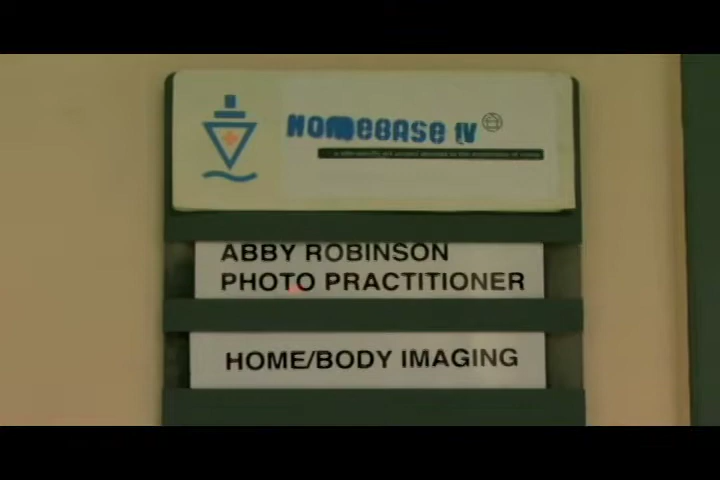 HOMEBASE IV
ABBY ROBINSON
PHOTO PRACTITIONER
HOME/BODY IMAGING